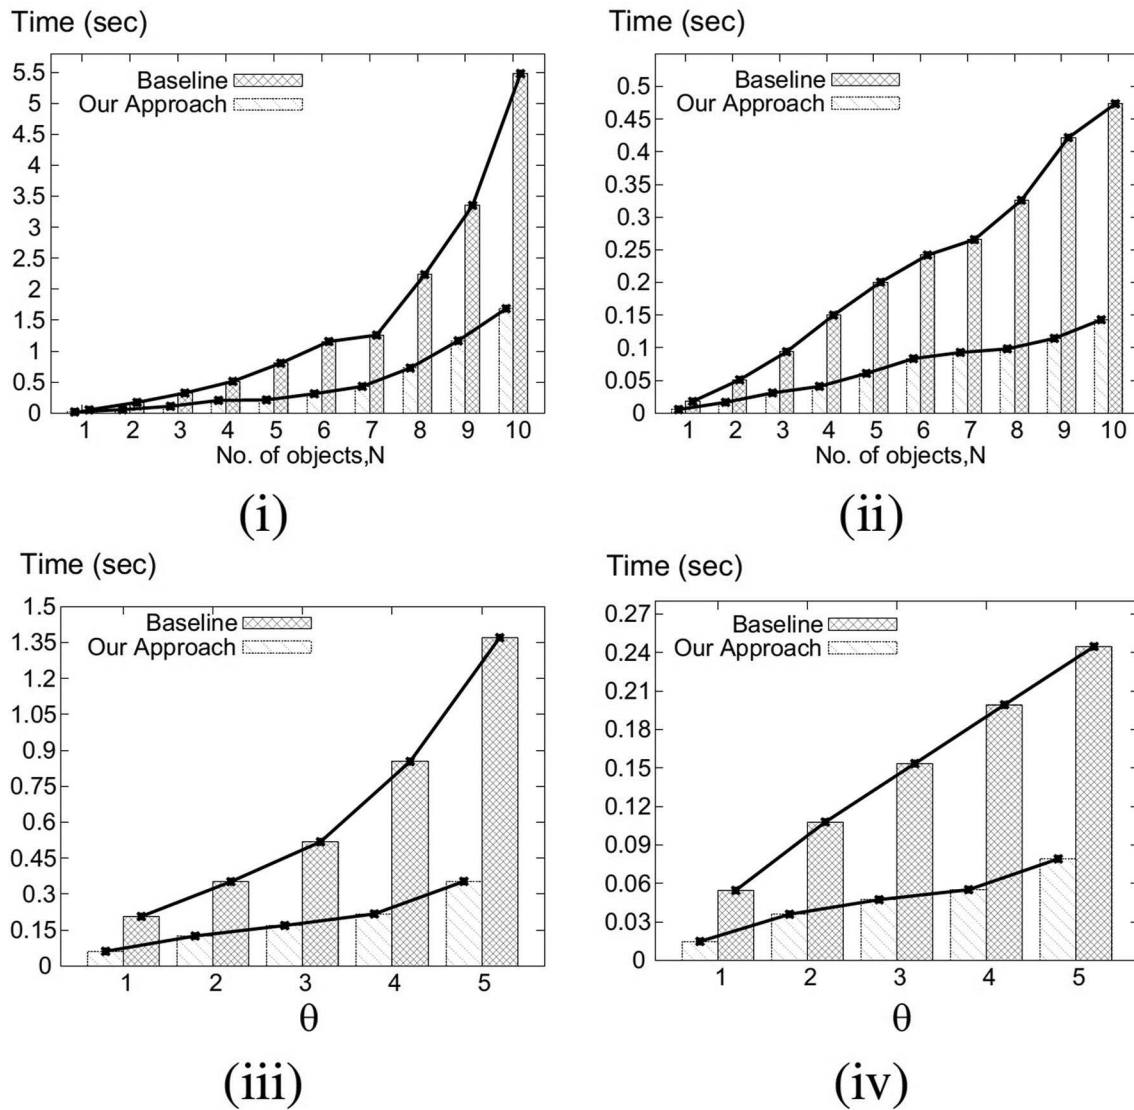 Time (sec)
Baseline
Our Approach
5.5
5
4.5
4
3.5
3
2.5
2
1.5
1
0.5
0
1 2 3 4 5 6 7 8 9 10
No. of objects,N
(i)
Time (sec)
Baseline
Our Approach
0.5
0.45
0.4
0.35
0.3
0.25
0.2
0.15
0.1
0.05
0
1 2 3 4 5 6 7 8 9 10
No. of objects,N
(ii)
Time (sec)
Baseline
Our Approach
1.5
1.35
1.2
1.05
0.9
0.75
0.6
0.45
0.3
0.15
0
1 2 3 4 5
θ
(iii)
Time (sec)
Baseline
Our Approach
0.27
0.24
0.21
0.18
0.15
0.12
0.09
0.06
0.03
0
1 2 3 4 5
θ
(iv)